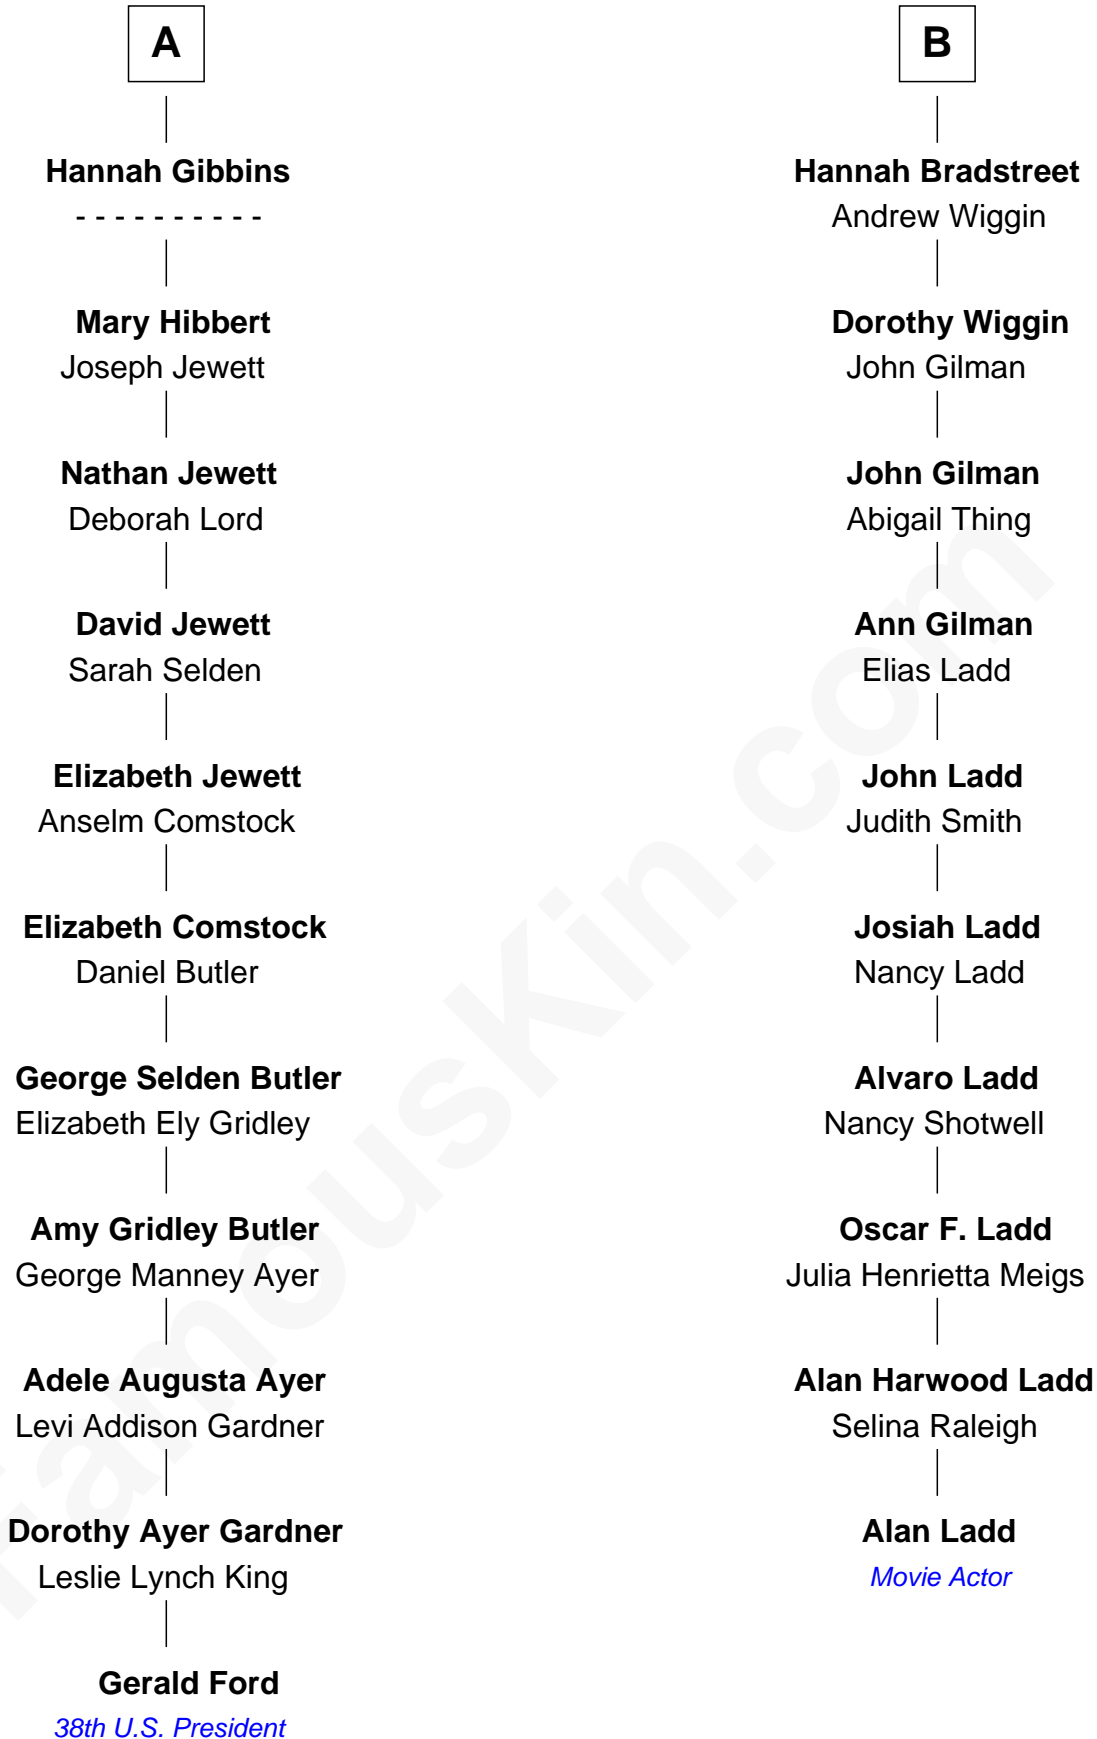 A
Hannah Gibbins
- - - - - - - - - -
Mary Hibbert
Joseph Jewett
Nathan Jewett
Deborah Lord
David Jewett
Sarah Selden
Elizabeth Jewett
Anselm Comstock
Elizabeth Comstock
Daniel Butler
George Selden Butler
Elizabeth Ely Gridley
Amy Gridley Butler
George Manney Ayer
Adele Augusta Ayer
Levi Addison Gardner
Dorothy Ayer Gardner
Leslie Lynch King
Gerald Ford
38th U.S. President
B
Hannah Bradstreet
Andrew Wiggin
Dorothy Wiggin
John Gilman
John Gilman
Abigail Thing
Ann Gilman
Elias Ladd
John Ladd
Judith Smith
Josiah Ladd
Nancy Ladd
Alvaro Ladd
Nancy Shotwell
Oscar F. Ladd
Julia Henrietta Meigs
Alan Harwood Ladd
Selina Raleigh
Alan Ladd
Movie Actor
FamousKin.com